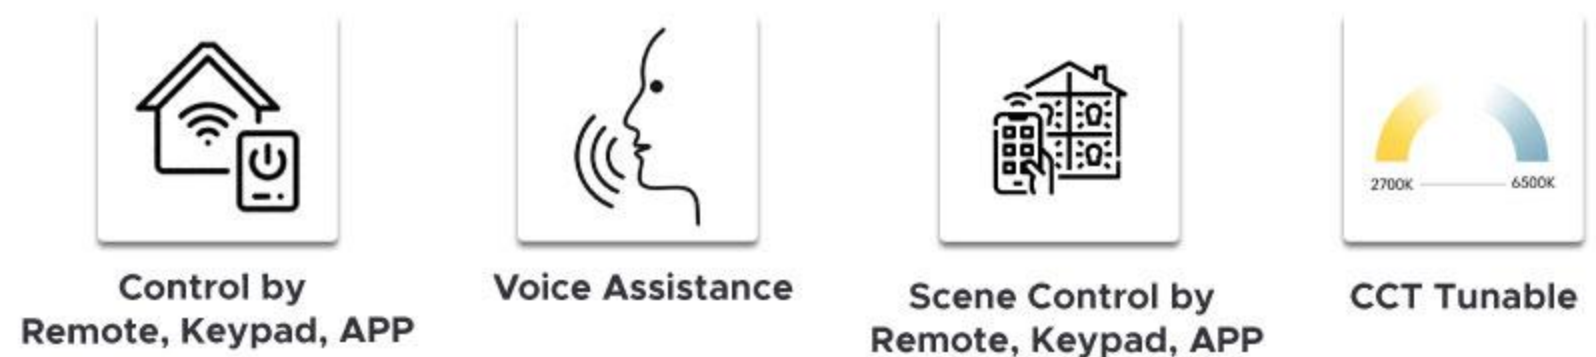 2700K
6500K
Control by
Remote, Keypad, APP
Voice Assistance
Scene Control by
Remote, Keypad, APP
CCT Tunable